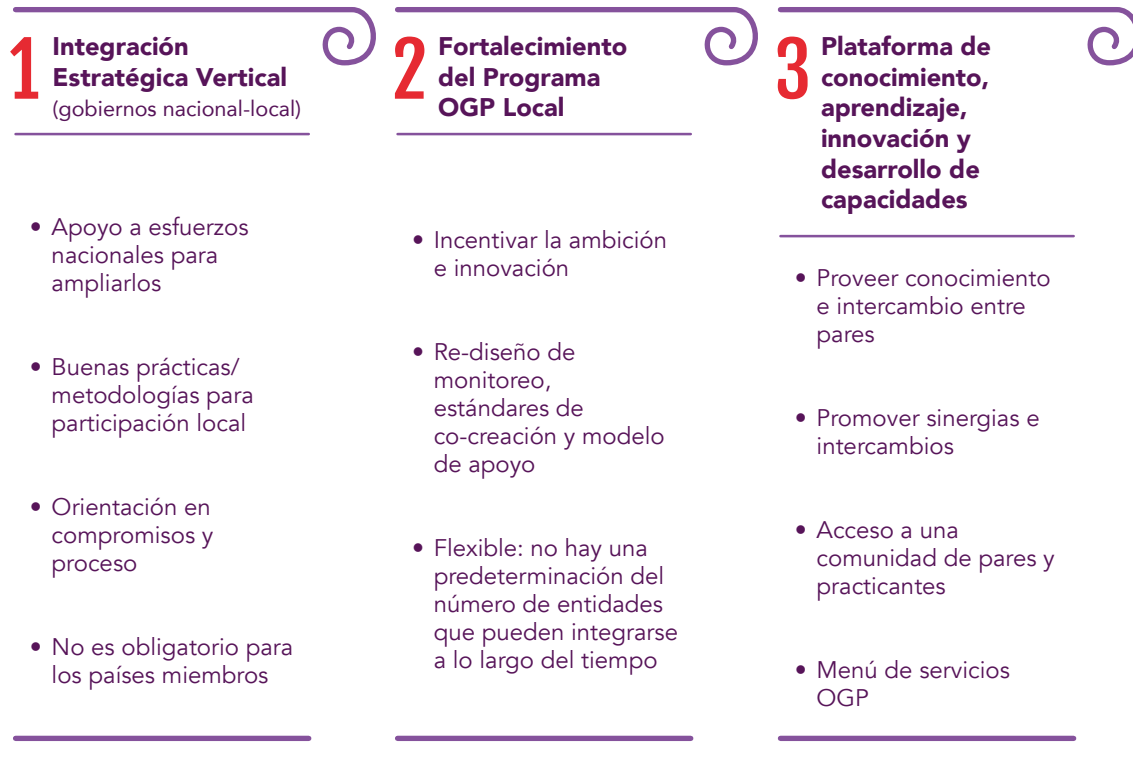 1
Integración
Estratégica Vertical
(gobiernos nacional-local)
• Apoyo a esfuerzos
nacionales para
ampliarlos
• Buenas prácticas/
metodologías para
participación local
• Orientación en
compromisos y
proceso
• No es obligatorio para
los países miembros
2
Fortalecimiento
del Programa
OGP Local
• Incentivar la ambición
e innovación
• Re-diseño de
monitoreo,
estándares de
co-creación y modelo
de apoyo
• Flexible: no hay una
predeterminación del
número de entidades
que pueden integrarse
a lo largo del tiempo
3
Plataforma de
conocimiento,
aprendizaje,
innovación y
desarrollo de
capacidades
• Proveer conocimiento
e intercambio entre
pares
• Promover sinergias e
intercambios
• Acceso a una
comunidad de pares y
practicantes
• Menú de servicios
OGP